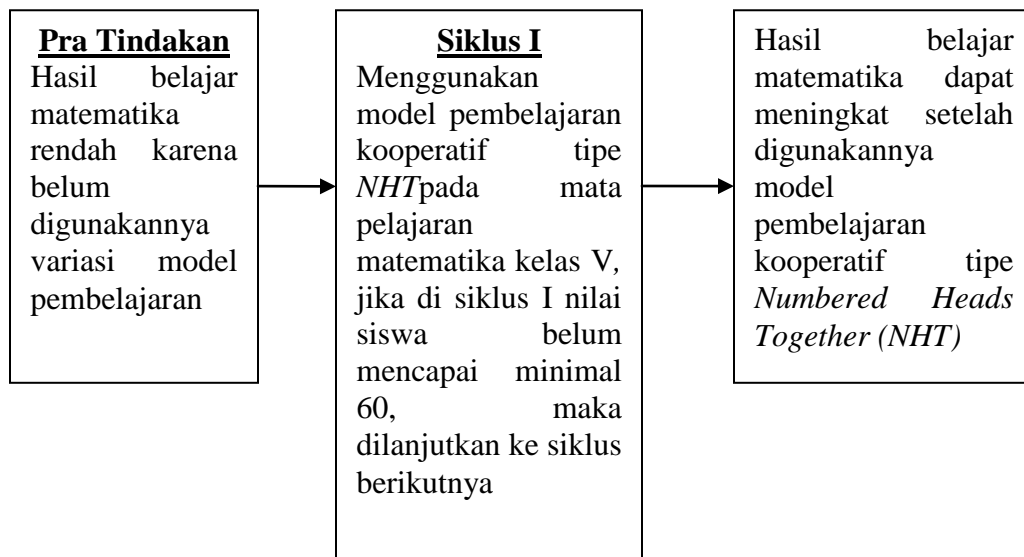 Pra Tindakan
Hasil belajar
matematika
rendah karena
belum
digunakannya
variasi model
pembelajaran
Siklus I
Menggunakan
model pembelajaran
kooperatif tipe
NHTpada mata
pelajaran
matematika kelas V,
jika di siklus I nilai
siswa belum
mencapai minimal
60, maka
dilanjutkan ke siklus
berikutnya
Hasil belajar
matematika dapat
meningkat setelah
digunakannya
model
pembelajaran
kooperatif tipe
Numbered Heads
Together (NHT)